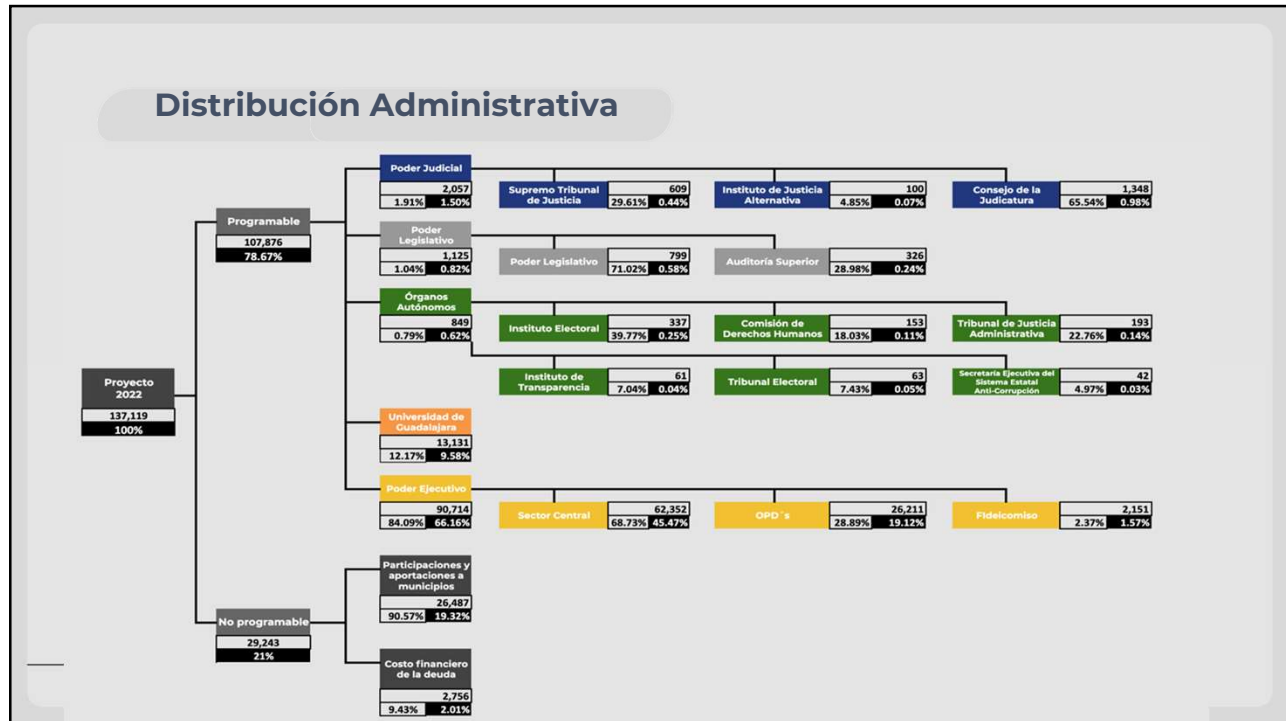 Distribución Administrativa
Poder Judicial
2,057
1.91% 1.50%
Supremo Tribunal
de Justicia
609
29.61% 0.44%
Instituto de Justicia
Alternativa
100
4.85% 0.07%
Consejo de la
Judicatura
1,348
65.54% 0.98%
Programable
107,876
78.67%
Poder
Legislativo
1,125
1.04% 0.82%
Poder Legislativo
799
71.02% 0.58%
Auditoría Superior
326
28.98% 0.24%
Órganos
Autónomos
849
0.79% 0.62%
Instituto Electoral
337
39.77% 0.25%
Comisión de
Derechos Humanos
153
18.03% 0.11%
Tribunal de Justicia
Administrativa
193
22.76% 0.14%
Instituto de
Transparencia
61
7.04% 0.04%
Tribunal Electoral
63
7.43% 0.05%
Secretaría Ejecutiva del
Sistema Estatal
Anti-Corrupción
42
4.97% 0.03%
Proyecto
2022
137,119
100%
Universidad de
Guadalajara
13,131
12.17% 9.58%
Poder Ejecutivo
90,714
84.09% 66.16%
Sector Central
62,352
68.73% 45.47%
OPD´s
26,211
28.89% 19.12%
FIdeicomiso
2,151
2.37% 1.57%
Participaciones y
aportaciones a
municipios
26,487
90.57% 19.32%
No programable
29,243
21%
Costo financiero
de la deuda
2,756
9.43% 2.01%